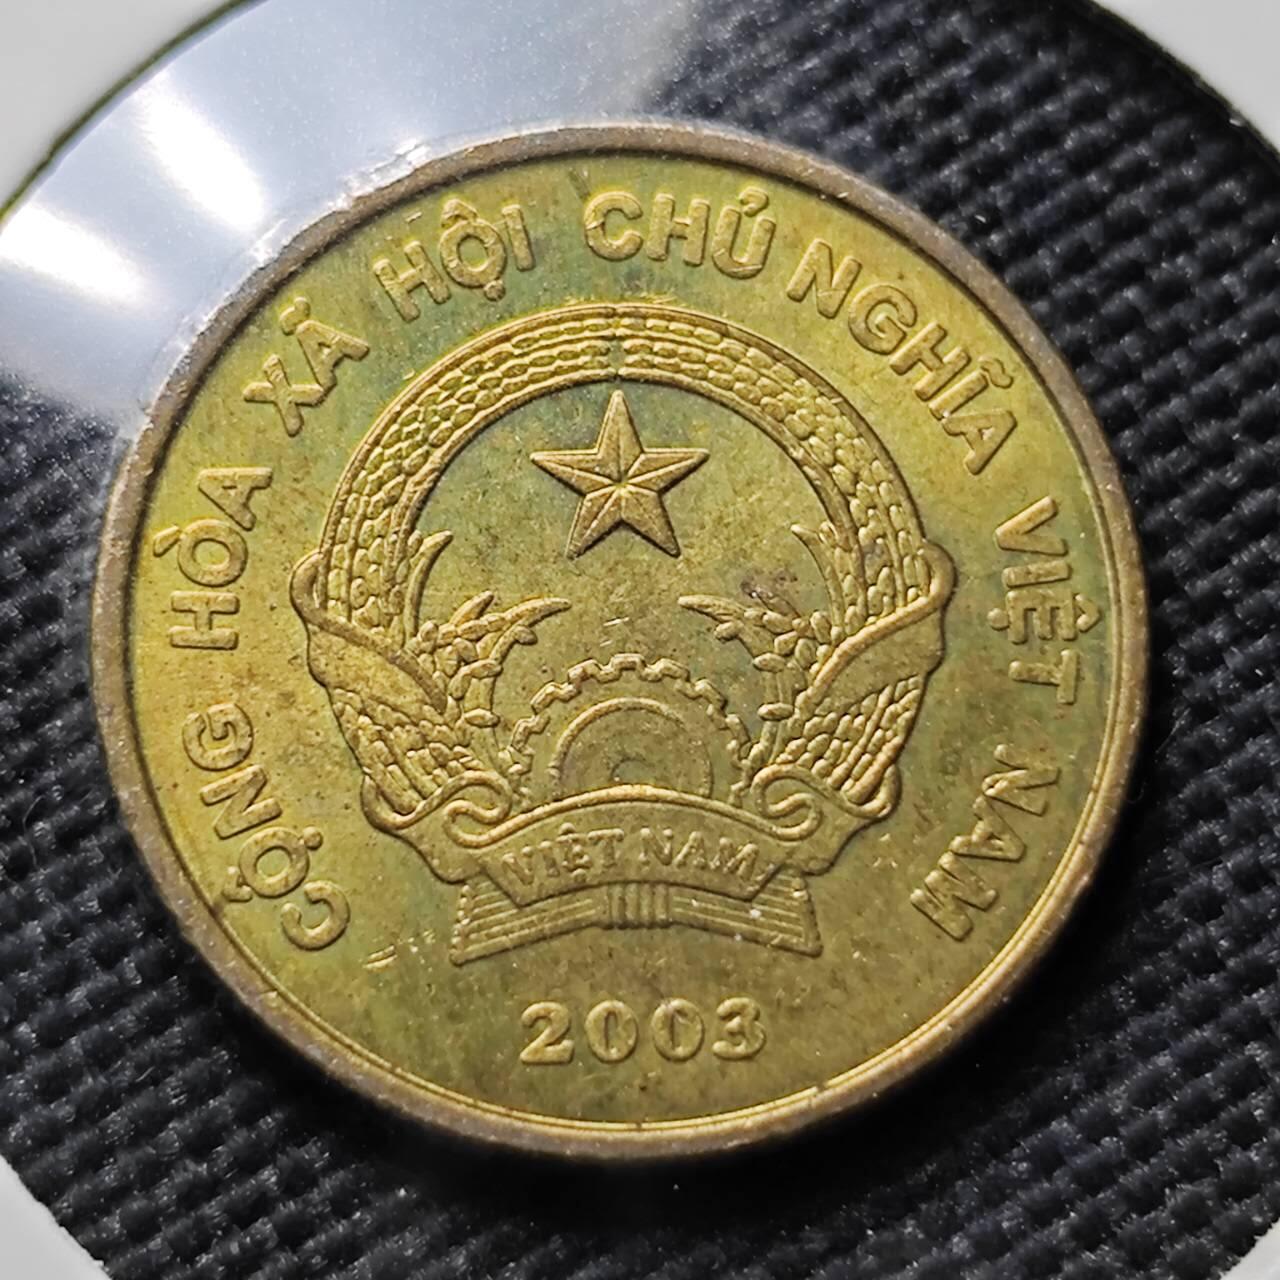 CỘNG HÒA XÃ HỘI CHỦ NGHĨA VIỆT NAM
VIỆT NAM
2003